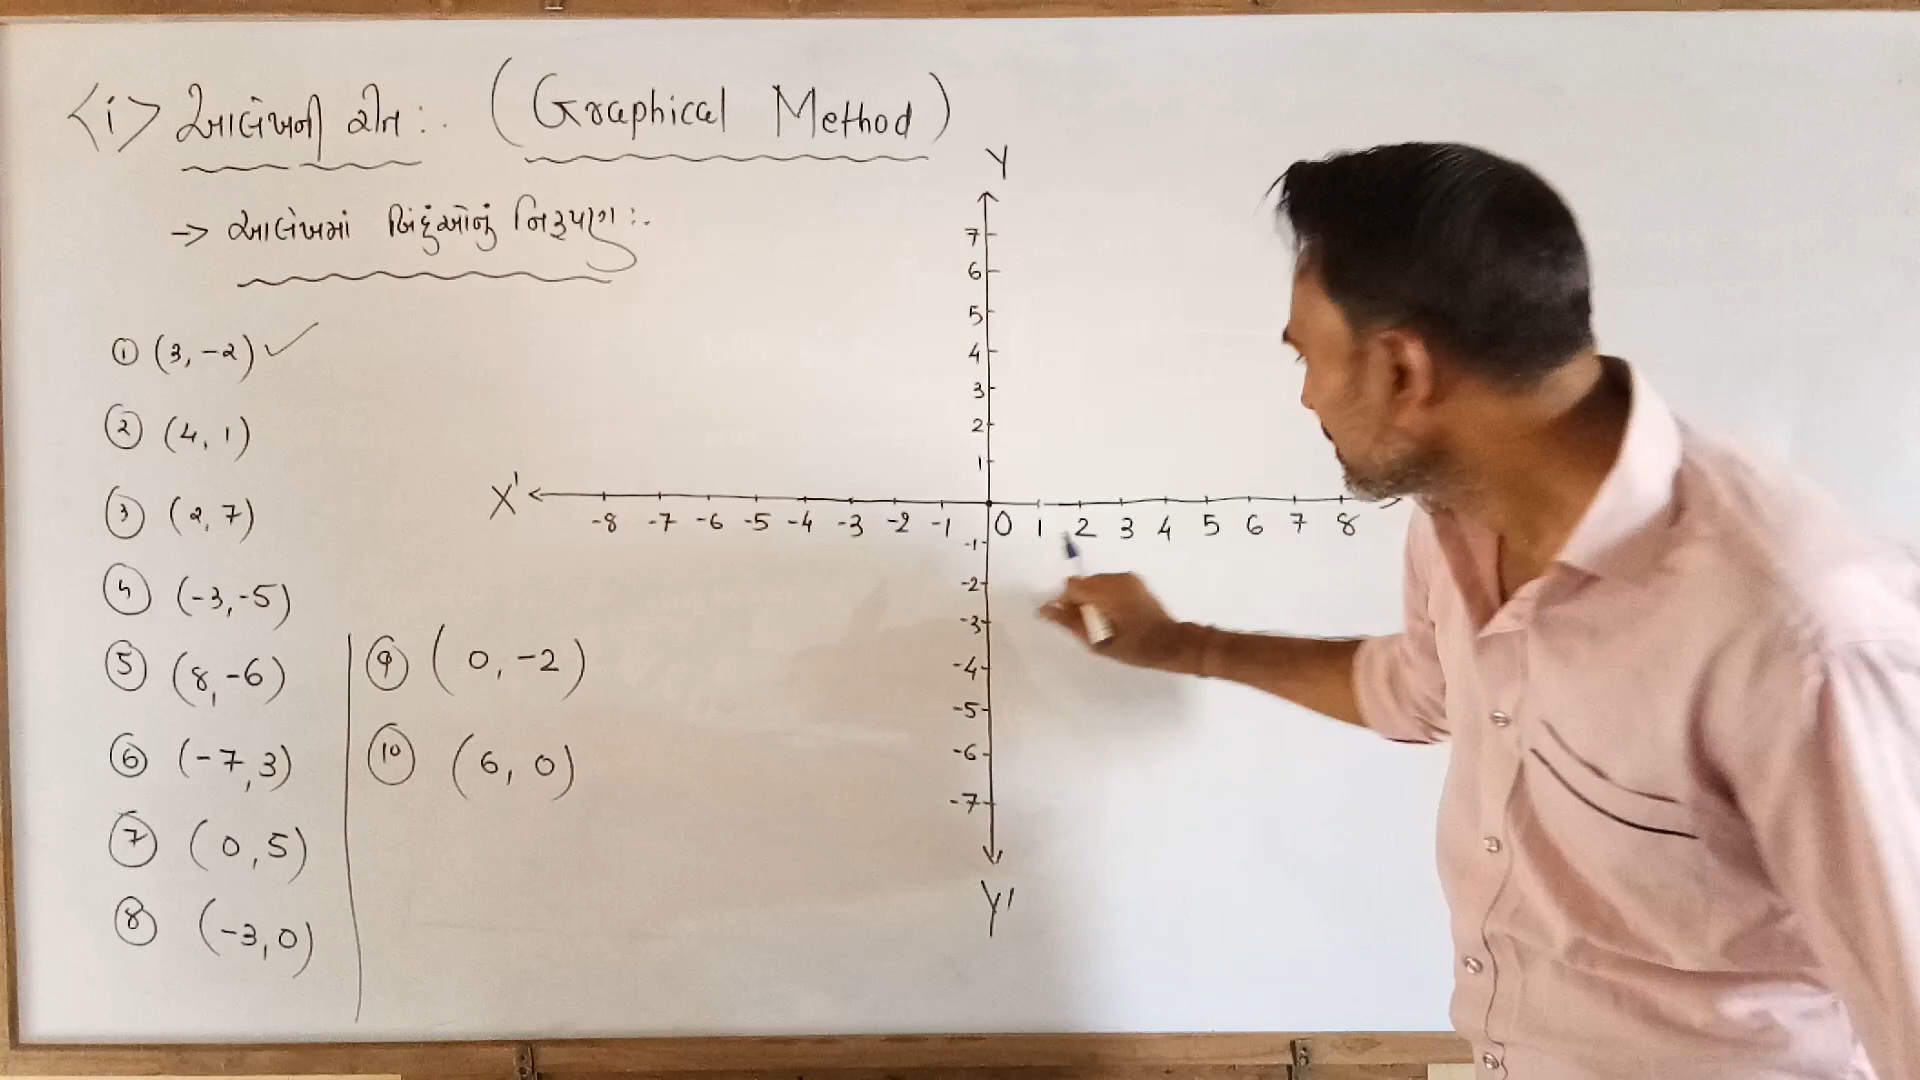 <i> આલેખની રીત :. (Graphical Method)
→ આલેખમાં બિંદુઓનું નિરૂપણ :.
① (3, -2) ✓
② (4, 1)
③ (2, 7)
④ (-3, -5)
⑤ (8, -6)
⑥ (-7, 3)
⑦ (0, 5)
⑧ (-3, 0)
⑨ (0, -2)
⑩ (6, 0)
Y
7
6
5
4
3
2
1
X'
-8 -7 -6 -5 -4 -3 -2 -1 0 1 2 3 4 5 6 7 8
-1
-2
-3
-4
-5
-6
-7
Y'